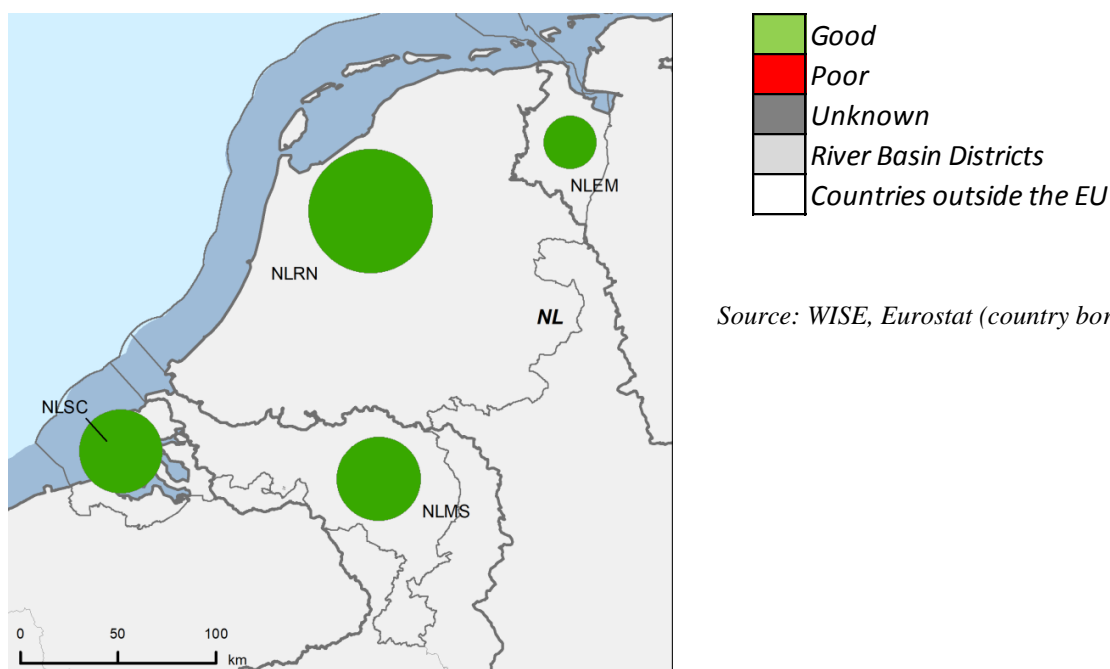 Good
Poor
Unknown
River Basin Districts
Countries outside the EU
NLEM
NLRN
NL
Source: WISE, Eurostat (country
NLSC
NLMS
0 50 100
km